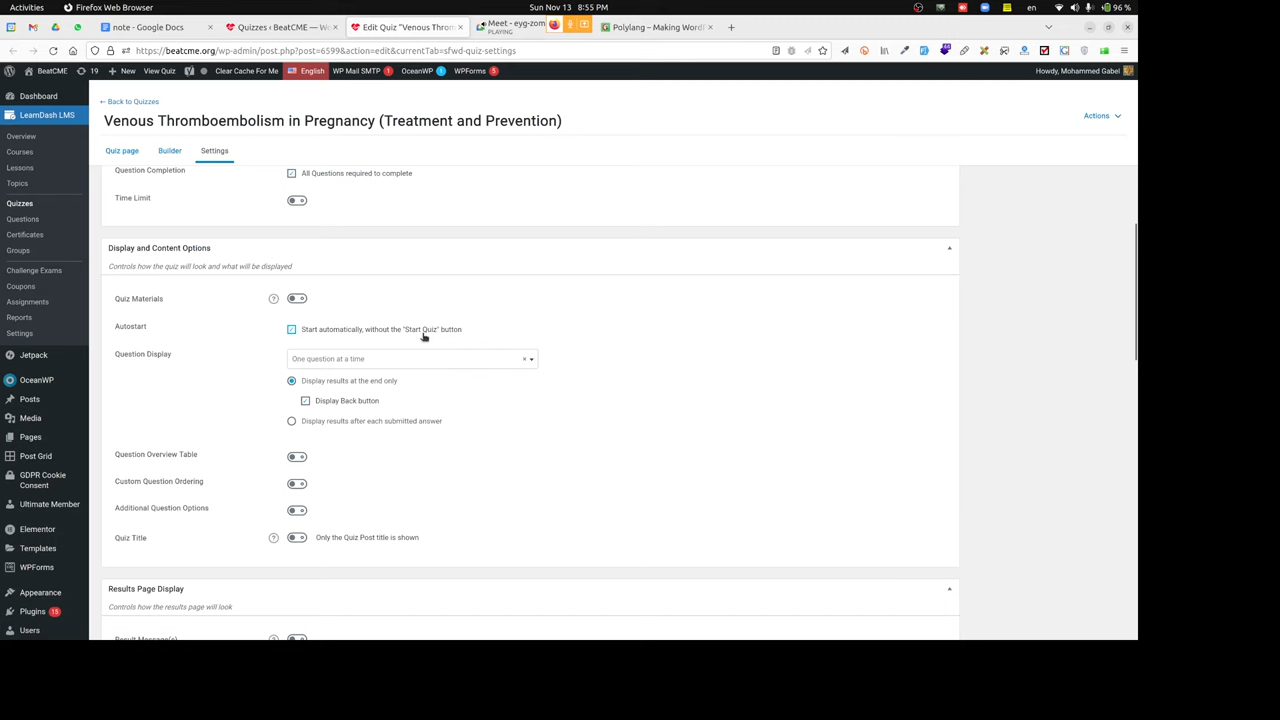 Activities
Firefox Web Browser
Sun Nov 13 8:55 PM
en
96 %
note - Google Docs
Quizzes ‹ BeatCME — Wo
Edit Quiz "Venous Throm
Meet - eyg-zom
PLAYING
Polylang – Making Word
https://beatcme.org/wp-admin/post.php?post=6599&action=edit&currentTab=sfwd-quiz-settings
BeatCME
19
New
View Quiz
Clear Cache For Me
English
WP Mail SMTP 1
OceanWP 1
WPForms 5
Howdy, Mohammed Gabel
Dashboard
LearnDash LMS
Overview
Courses
Lessons
Topics
Quizzes
Questions
Certificates
Groups
Challenge Exams
Coupons
Assignments
Reports
Settings
Jetpack
OceanWP
Posts
Media
Pages
Post Grid
GDPR Cookie
Consent
Ultimate Member
Elementor
Templates
WPForms
Appearance
Plugins 15
Users
← Back to Quizzes
Venous Thromboembolism in Pregnancy (Treatment and Prevention)
Actions
Quiz page
Builder
Settings
Question Completion
All Questions required to complete
Time Limit
Display and Content Options
Controls how the quiz will look and what will be displayed
Quiz Materials
Autostart
Start automatically, without the "Start Quiz" button
Question Display
One question at a time
Display results at the end only
Display Back button
Display results after each submitted answer
Question Overview Table
Custom Question Ordering
Additional Question Options
Quiz Title
Only the Quiz Post title is shown
Results Page Display
Controls how the results page will look
Result Message(s)